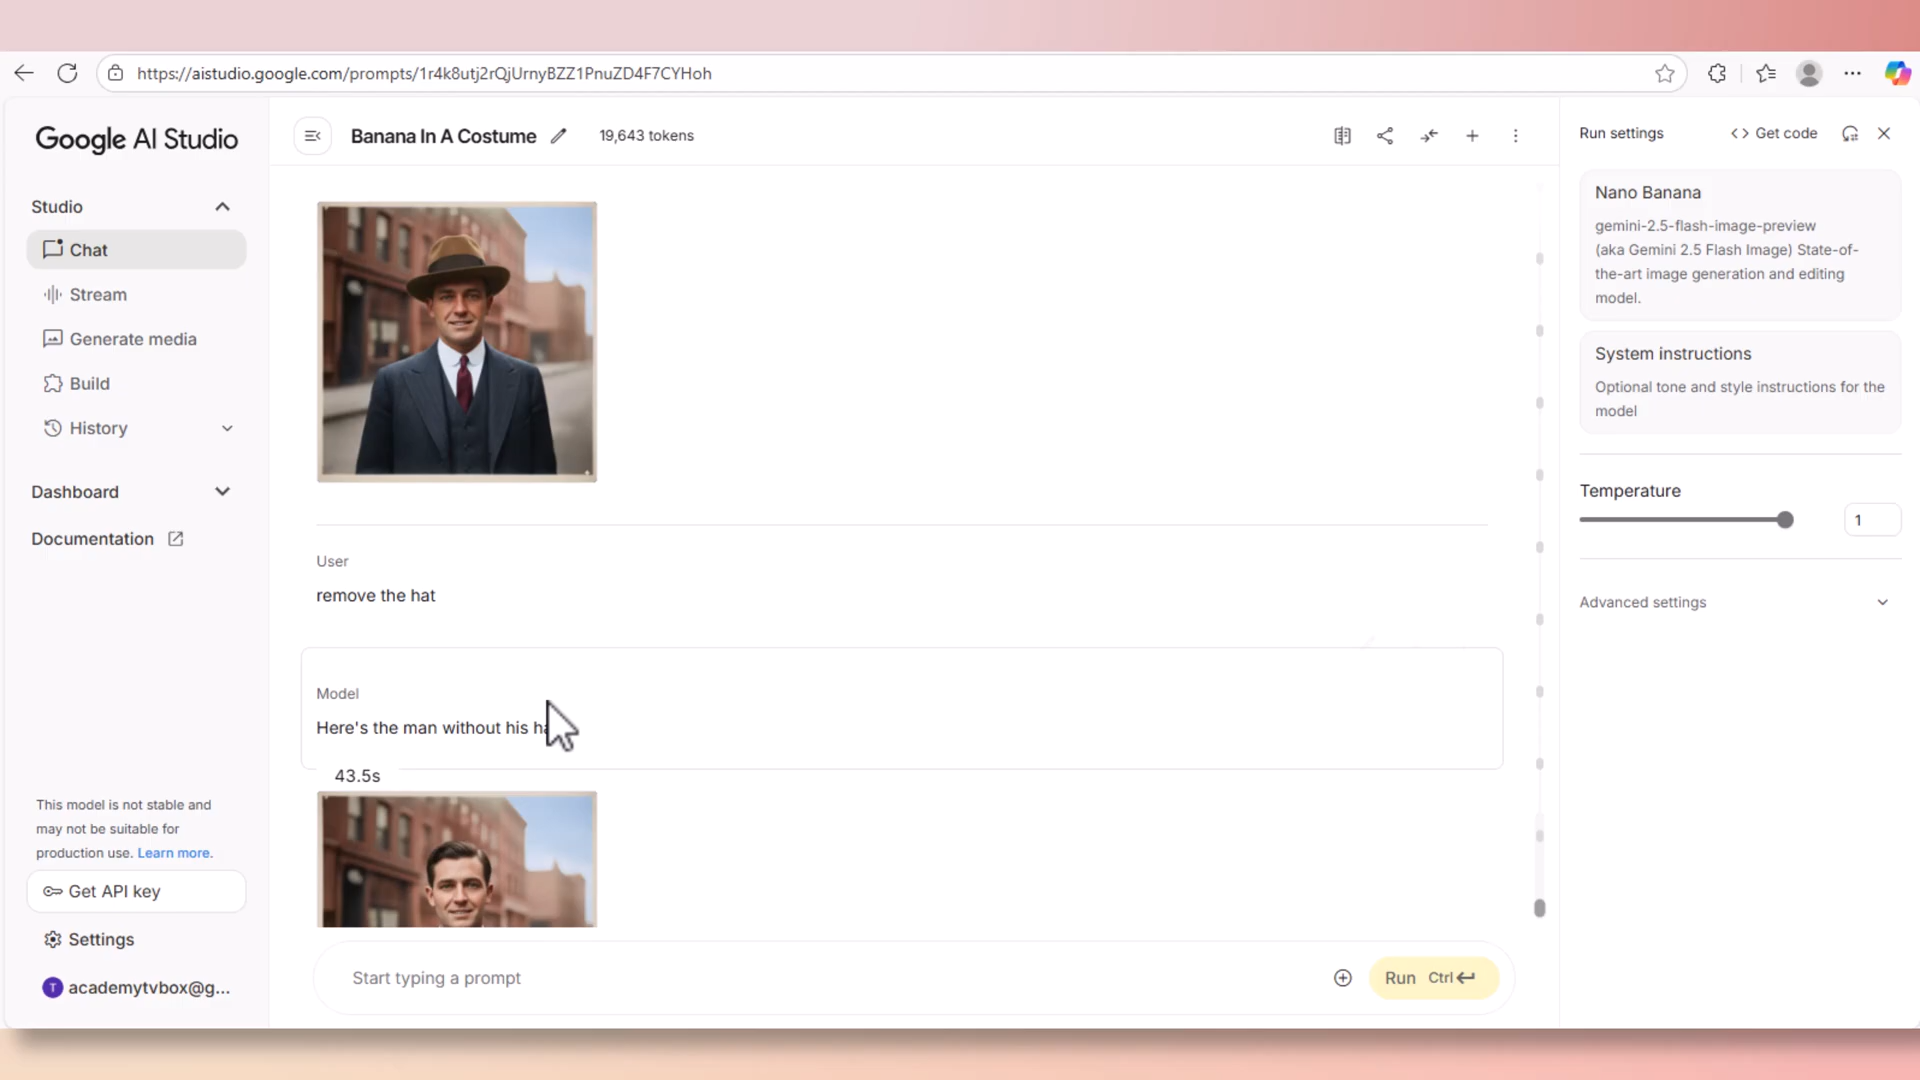 https://aistudio.google.com/prompts/1r4k8utj2rQjUrnyBZZ1PnuZD4F7CYHoh
Google AI Studio
Studio
Chat
Stream
Generate media
Build
History
Dashboard
Documentation
This model is not stable and
may not be suitable for
production use. Learn more.
Get API key
Settings
T
academytvbox@g...
Banana In A Costume
19,643 tokens
User
remove the hat
Model
Here's the man without his
43.5s
Start typing a prompt
Run Ctrl
Run settings
Get code
Nano Banana
gemini-2.5-flash-image-preview
(aka Gemini 2.5 Flash Image) State-of-
the-art image generation and editing
model.
System instructions
Optional tone and style instructions for the
model
Temperature
1
Advanced settings